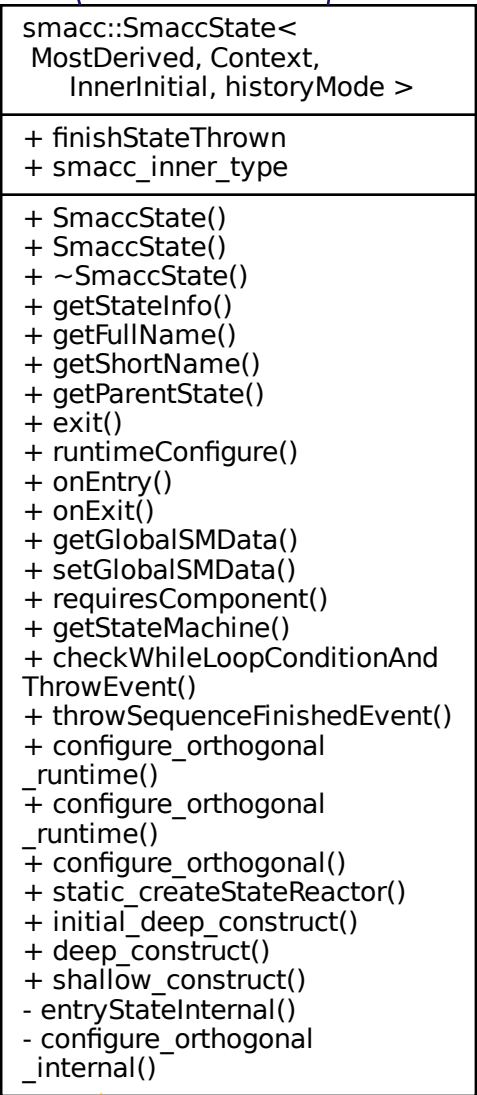 smacc::SmaccState<
MostDerived, Context,
InnerInitial, historyMode >
+ finishStateThrown
+ smacc_inner_type
+ SmaccState()
+ SmaccState()
+ ~SmaccState()
+ getStateInfo()
+ getFullName()
+ getShortName()
+ getParentState()
+ exit()
+ runtimeConfigure()
+ onEntry()
+ onExit()
+ getGlobalSMData()
+ setGlobalSMData()
+ requiresComponent()
+ getStateMachine()
+ checkWhileLoopConditionAnd
ThrowEvent()
+ throwSequenceFinishedEvent()
+ configure_orthogonal
_runtime()
+ configure_orthogonal
_runtime()
+ configure_orthogonal()
+ static_createStateReactor()
+ initial_deep_construct()
+ deep_construct()
+ shallow_construct()
- entryStateInternal()
- configure_orthogonal
_internal()